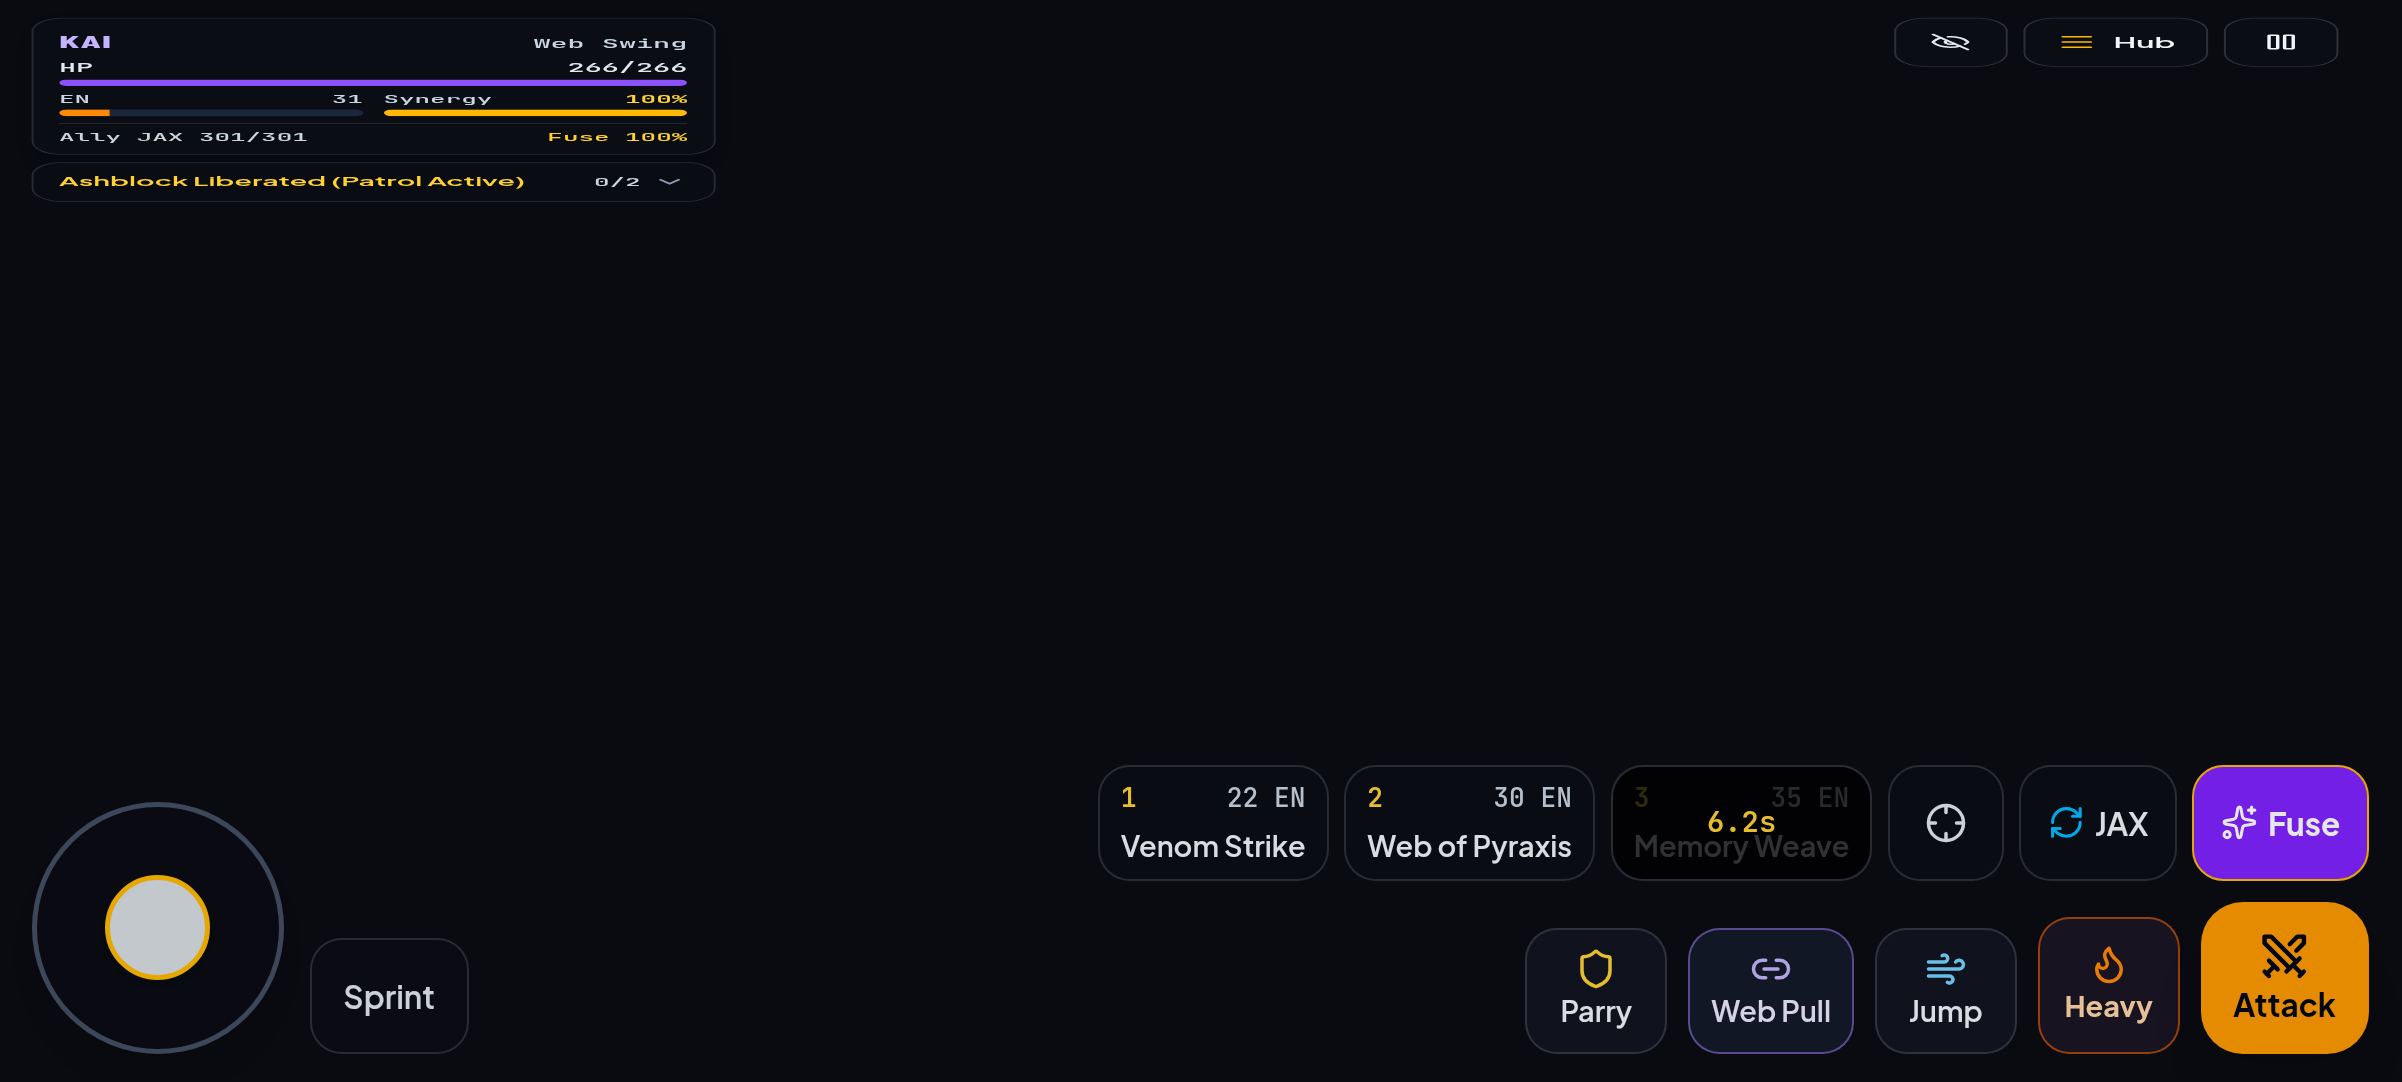 KAI Web Swing
HP 266/266
EN 31 Synergy 100%
Ally JAX 301/301 Fuse 100%
Ashblock Liberated (Patrol Active) 0/2
Hub
1 22 EN
Venom Strike
2 30 EN
Web of Pyraxis
3 35 EN
6.2s
Memory Weave
JAX
Fuse
Sprint
Parry
Web Pull
Jump
Heavy
Attack